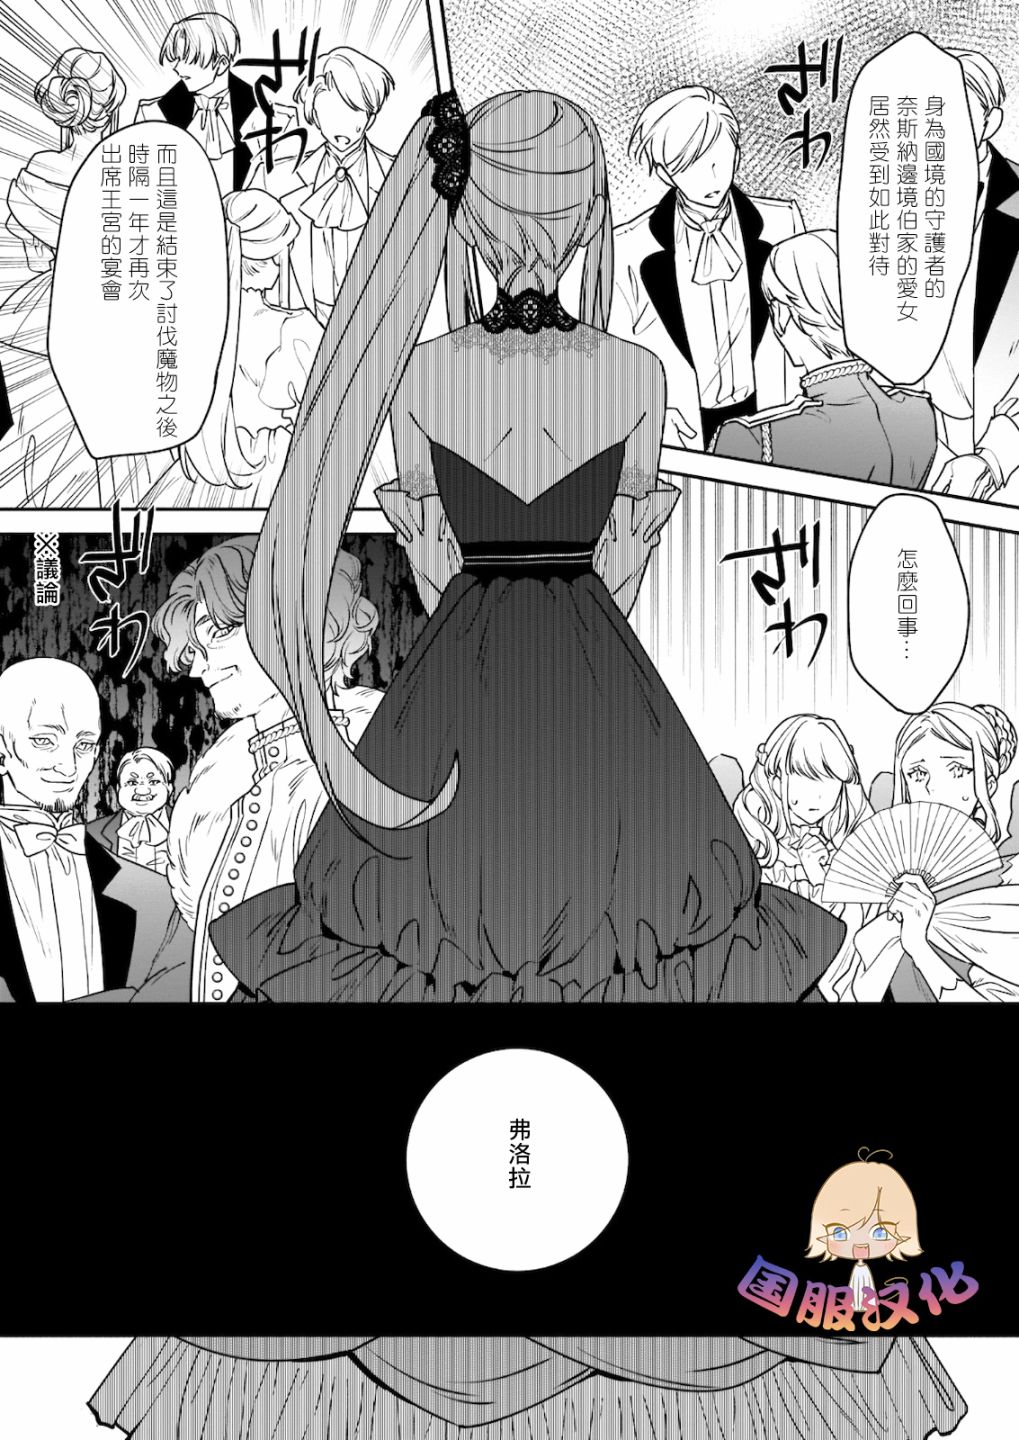 身為國境的守護者的
奈斯納邊境伯家的愛女
居然受到如此對待
ざわ
而且這是結束了討伐魔物之後
時隔一年才再次
出席王宮的宴會
ざわ
怎麼回事…
ざわ
※議論
ざわ
弗洛拉
国服汉化